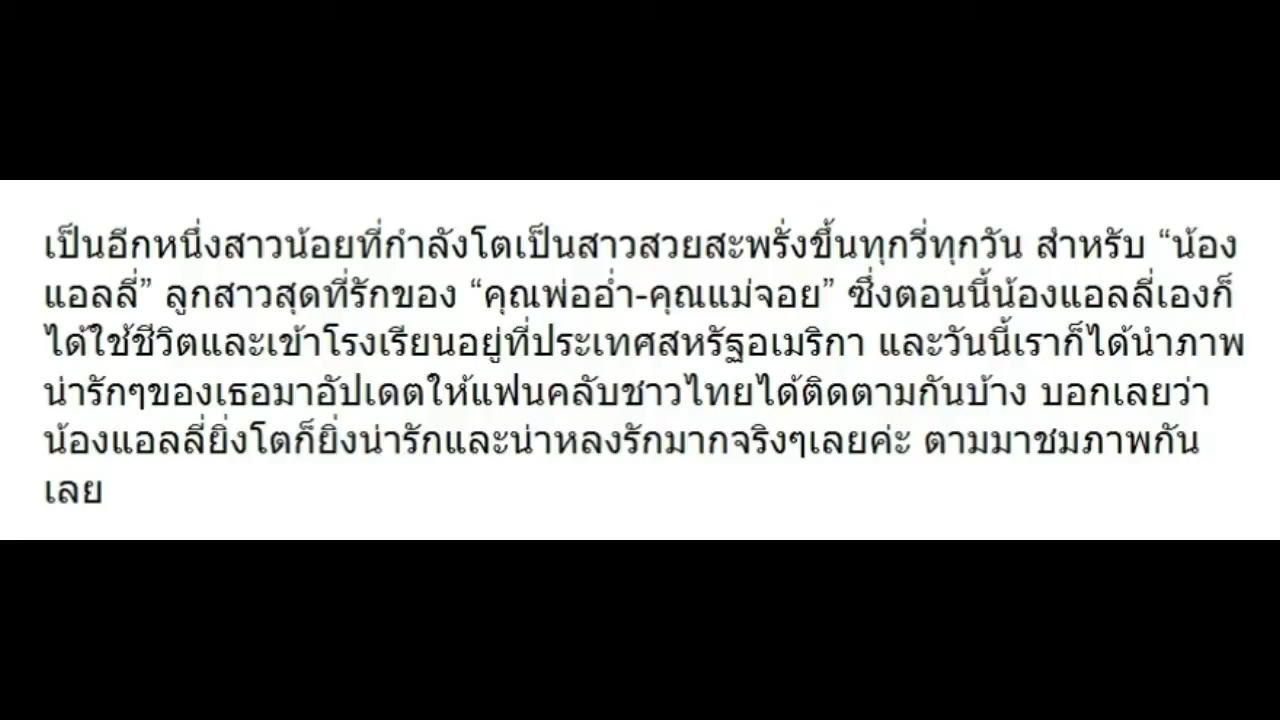 เป็นอีกหนึ่งสาวน้อยที่กำลังโตเป็นสาวสวยสะพรั่งขึ้นทุกวี่ทุกวัน สำหรับ “น้อง
แอลลี่” ลูกสาวสุดที่รักของ “คุณพ่ออ่ำ-คุณแม่จอย” ซึ่งตอนนี้น้องแอลลี่เองก็
ได้ใช้ชีวิตและเข้าโรงเรียนอยู่ที่ประเทศสหรัฐอเมริกา และวันนี้เราก็ได้นำภาพ
น่ารักๆของเธอมาอัปเดตให้แฟนคลับชาวไทยได้ติดตามกันบ้าง บอกเลยว่า
น้องแอลลี่ยิ่งโตก็ยิ่งน่ารักและน่าหลงรักมากจริงๆเลยค่ะ ตามมาชมภาพกัน
เลย